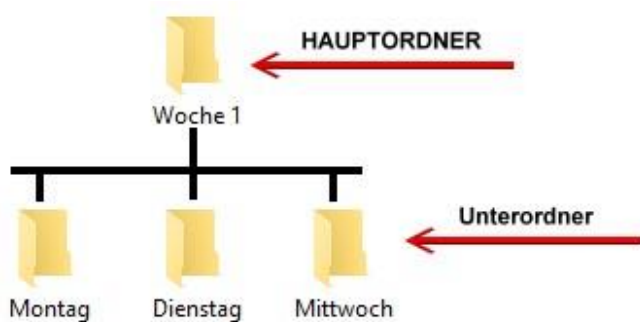 HAUPTORDNER
Woche 1
Unterordner
Montag Dienstag Mittwoch